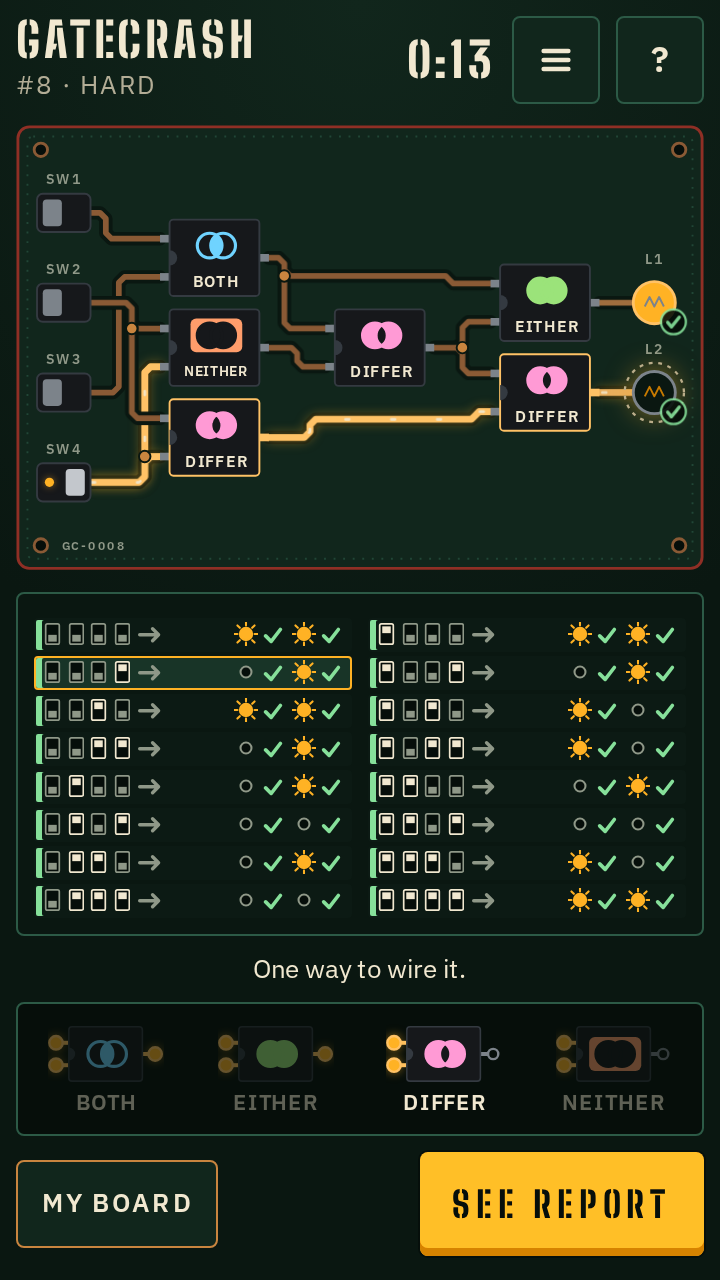 GATECRASH
#8 · HARD
0:13
?
SW1
SW2
SW3
SW4
BOTH
NEITHER
DIFFER
DIFFER
EITHER
DIFFER
L1
L2
GC-0008
One way to wire it.
BOTH
EITHER
DIFFER
NEITHER
MY BOARD
SEE REPORT